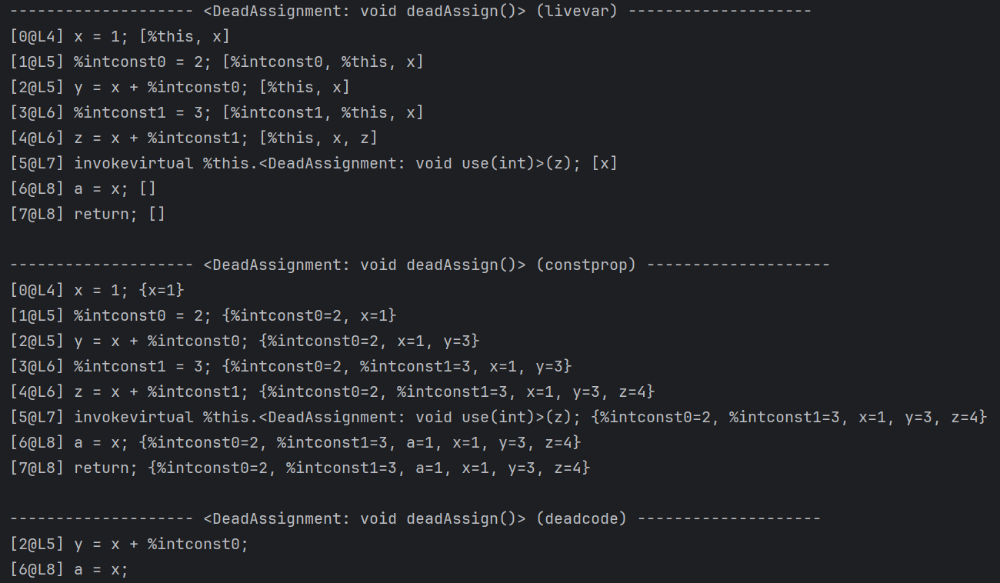 -------------------- <DeadAssignment: void deadAssign()> (livevar) --------------------
[0@L4] x = 1; [%this, x]
[1@L5] %intconst0 = 2; [%intconst0, %this, x]
[2@L5] y = x + %intconst0; [%this, x]
[3@L6] %intconst1 = 3; [%intconst1, %this, x]
[4@L6] z = x + %intconst1; [%this, x, z]
[5@L7] invokevirtual %this.<DeadAssignment: void use(int)>(z); [x]
[6@L8] a = x; []
[7@L8] return; []

-------------------- <DeadAssignment: void deadAssign()> (constprop) --------------------
[0@L4] x = 1; {x=1}
[1@L5] %intconst0 = 2; {%intconst0=2, x=1}
[2@L5] y = x + %intconst0; {%intconst0=2, x=1, y=3}
[3@L6] %intconst1 = 3; {%intconst0=2, %intconst1=3, x=1, y=3}
[4@L6] z = x + %intconst1; {%intconst0=2, %intconst1=3, x=1, y=3, z=4}
[5@L7] invokevirtual %this.<DeadAssignment: void use(int)>(z); {%intconst0=2, %intconst1=3, x=1, y=3, z=4}
[6@L8] a = x; {%intconst0=2, %intconst1=3, a=1, x=1, y=3, z=4}
[7@L8] return; {%intconst0=2, %intconst1=3, a=1, x=1, y=3, z=4}

-------------------- <DeadAssignment: void deadAssign()> (deadcode) --------------------
[2@L5] y = x + %intconst0;
[6@L8] a = x;